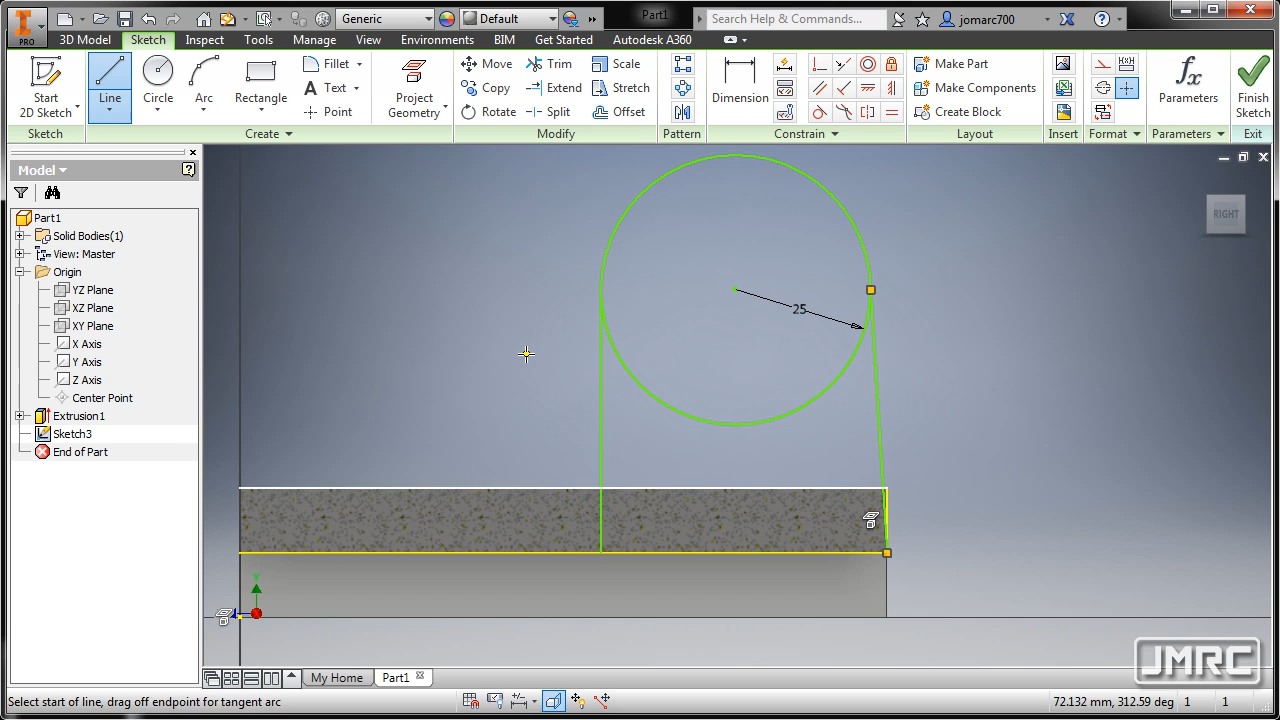 Generic
Default
Part1
Search Help & Commands...
jomarc700
PRO
3D Model
Sketch
Inspect
Tools
Manage
View
Environments
BIM
Get Started
Autodesk A360
Start
2D Sketch
Line
Circle
Arc
Rectangle
Fillet
Text
Point
Project
Geometry
Move
Copy
Rotate
Trim
Extend
Split
Scale
Stretch
Offset
Dimension
Make Part
Make Components
Create Block
Parameters
Finish
Sketch
Sketch
Create
Modify
Pattern
Constrain
Layout
Insert
Format
Parameters
Exit
Model
Part1
Solid Bodies(1)
View: Master
Origin
YZ Plane
XZ Plane
XY Plane
X Axis
Y Axis
Z Axis
Center Point
Extrusion1
Sketch3
End of Part
RIGHT
25
Y
JMRC
My Home
Part1
Select start of line, drag off endpoint for tangent arc
72.132 mm, 312.59 deg
1
1